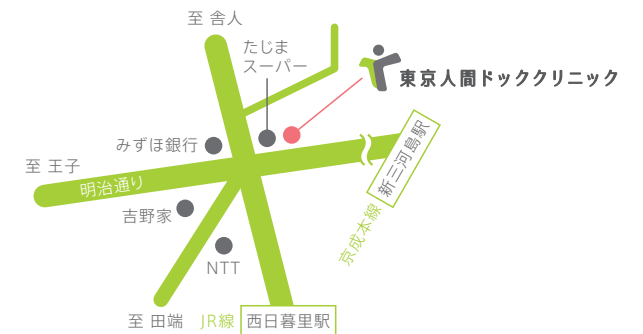 至 舎人
たじま
スーパー
東京人間ドッククリニック
みずほ銀行
至 王子
明治通り
新三河島駅
京成本線
吉野家
NTT
至 田端
JR線
西日暮里駅